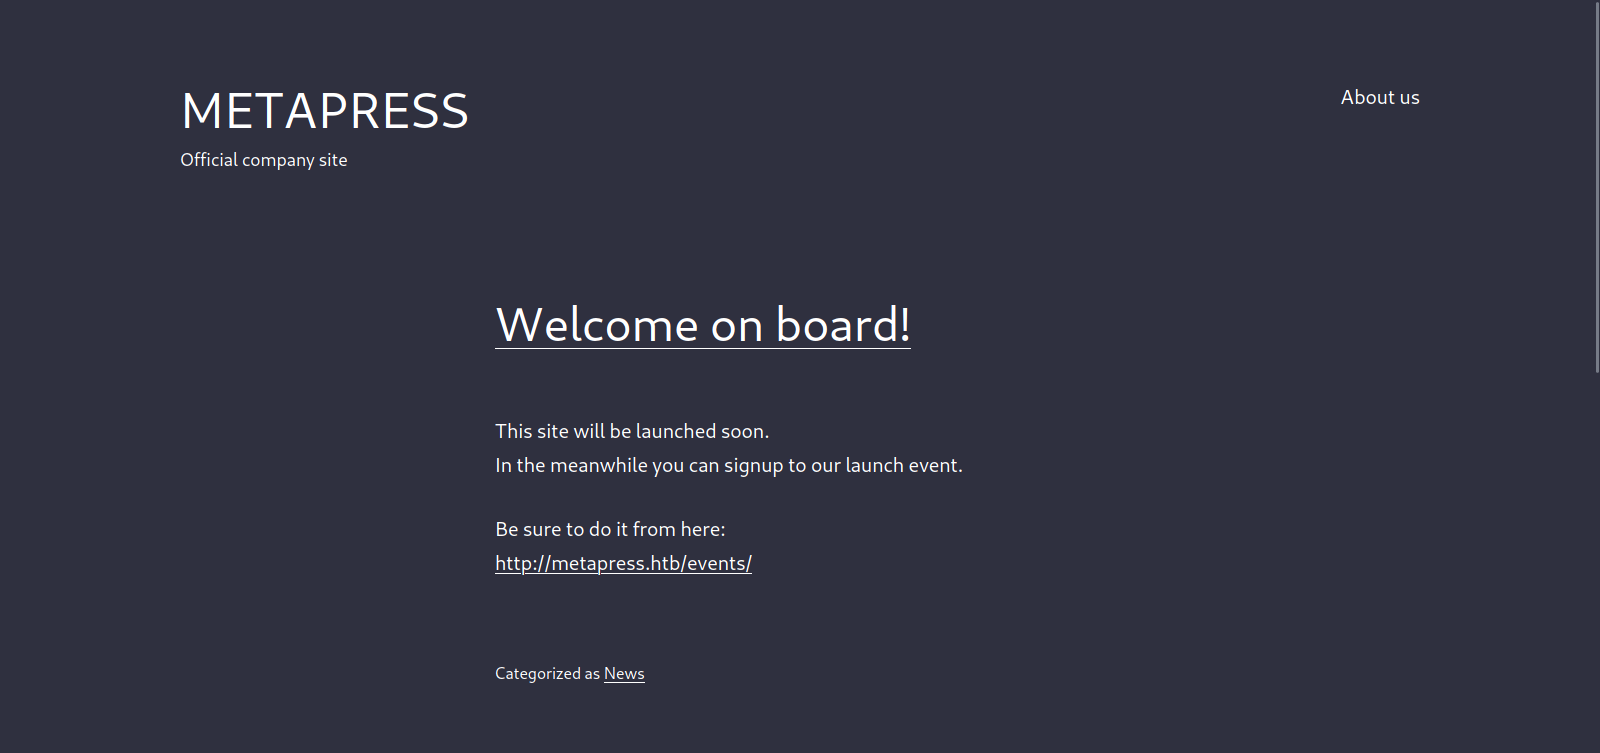 METAPRESS
Official company site
About us
Welcome on board!
This site will be launched soon.
In the meanwhile you can signup to our launch event.
Be sure to do it from here:
http://metapress.htb/events/
Categorized as News